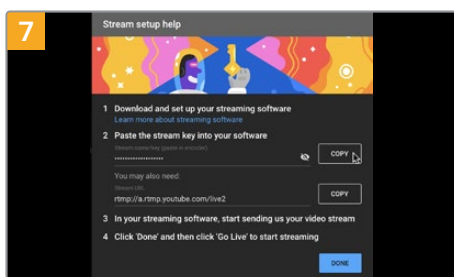 7
Stream setup help
1 Download and set up your streaming software
Learn more about streaming software
2 Paste the stream key into your software
Stream name/key (paste in encoder)
••••••••••••••••••••
COPY
You may also need
Stream URL
rtmp://a.rtmp.youtube.com/live2
COPY
3 In your streaming software, start sending us your video stream
4 Click 'Done' and then click 'Go Live' to start streaming
DONE